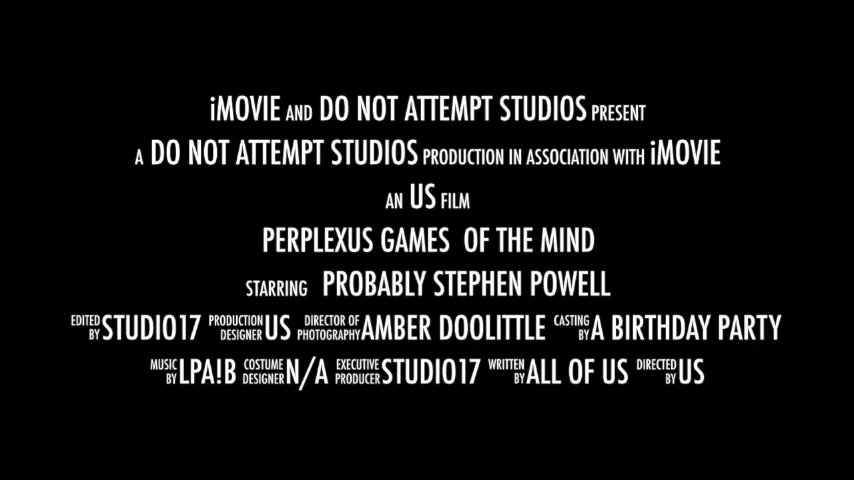 iMOVIE AND DO NOT ATTEMPT STUDIOS PRESENT
A DO NOT ATTEMPT STUDIOS PRODUCTION IN ASSOCIATION WITH iMOVIE
AN US FILM
PERPLEXUS GAMES OF THE MIND
STARRING PROBABLY STEPHEN POWELL
EDITED BY STUDIO17 PRODUCTION DESIGNER US DIRECTOR OF PHOTOGRAPHY AMBER DOOLITTLE CASTING BY A BIRTHDAY PARTY
MUSIC BY LPA!B COSTUME DESIGNER N/A EXECUTIVE PRODUCER STUDIO17 WRITTEN BY ALL OF US DIRECTED BY US